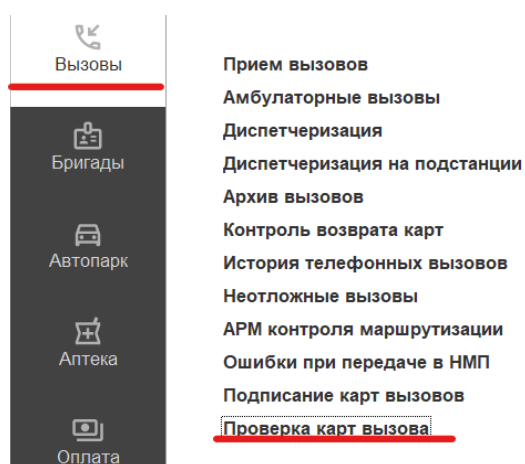 Вызовы
Бригады
Автопарк
Аптека
Оплата
Прием вызовов
Амбулаторные вызовы
Диспетчеризация
Диспетчеризация на подстанции
Архив вызовов
Контроль возврата карт
История телефонных вызовов
Неотложные вызовы
АРМ контроля маршрутизации
Ошибки при передаче в НМП
Подписание карт вызовов
Проверка карт вызова